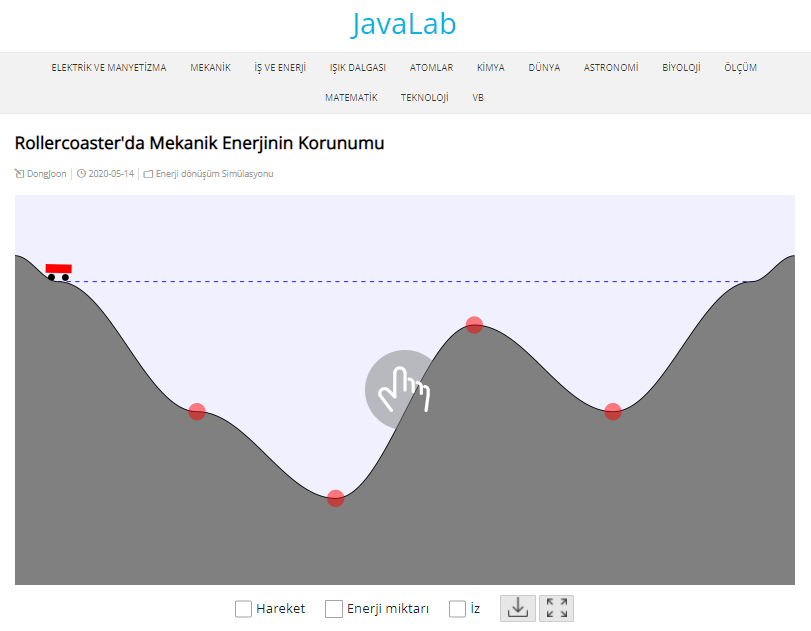 JavaLab
ELEKTRİK VE MANYETİZMA MEKANİK İŞ VE ENERJİ IŞIK DALGASI ATOMLAR KİMYA DÜNYA ASTRONOMİ BİYOLOJİ ÖLÇÜM
MATEMATİK TEKNOLOJİ VB
Rollercoaster'da Mekanik Enerjinin Korunumu
DongJoon 2020-05-14 Enerji dönüşüm Simülasyonu
Hareket Enerji miktarı İz